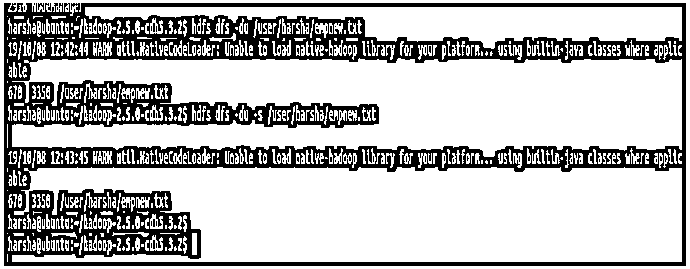 2916 NodeManager
harsha@ubuntu:~/hadoop-2.5.0-cdh5.3.2$ hdfs dfs -du /user/harsha/empnew.txt
19/10/08 12:42:44 WARN util.NativeCodeLoader: Unable to load native-hadoop library for your platform... using builtin-java classes where applic
able
670 3350 /user/harsha/empnew.txt
harsha@ubuntu:~/hadoop-2.5.0-cdh5.3.2$ hdfs dfs -du -s /user/harsha/empnew.txt
19/10/08 12:43:45 WARN util.NativeCodeLoader: Unable to load native-hadoop library for your platform... using builtin-java classes where applic
able
670 3350 /user/harsha/empnew.txt
harsha@ubuntu:~/hadoop-2.5.0-cdh5.3.2$
harsha@ubuntu:~/hadoop-2.5.0-cdh5.3.2$